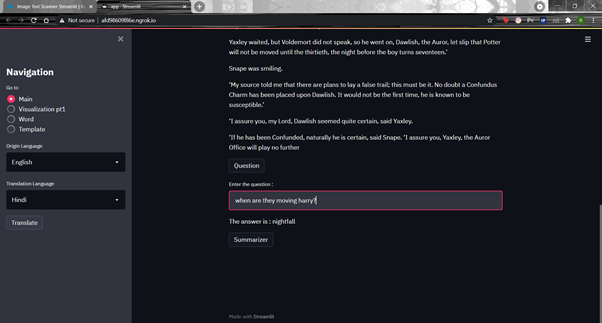 Image Text Scanner Streamlit |
app · Streamlit
Not secure | afd98609f86e.ngrok.io
Navigation
Go to
Main
Visualization pt1
Word
Template
Origin Language
English
Translation Language
Hindi
Translate
Yaxley waited, but Voldemort did not speak, so he went on, Dawlish, the Auror, let slip that Potter
will not be moved until the thirtieth, the night before the boy turns seventeen.’
Snape was smiling.
‘My source told me that there are plans to lay a false trail; this must be it. No doubt a Confundus
Charm has been placed upon Dawlish. It would not be the first time, he is known to be
susceptible.’
‘I assure you, my Lord, Dawlish seemed quite certain, said Yaxley.
‘If he has been Confunded, naturally he is certain, said Snape. ‘I assure you, Yaxley, the Auror
Office will play no further
Question
Enter the question :
when are they moving harry?
The answer is : nightfall
Summarizer
Made with Streamlit